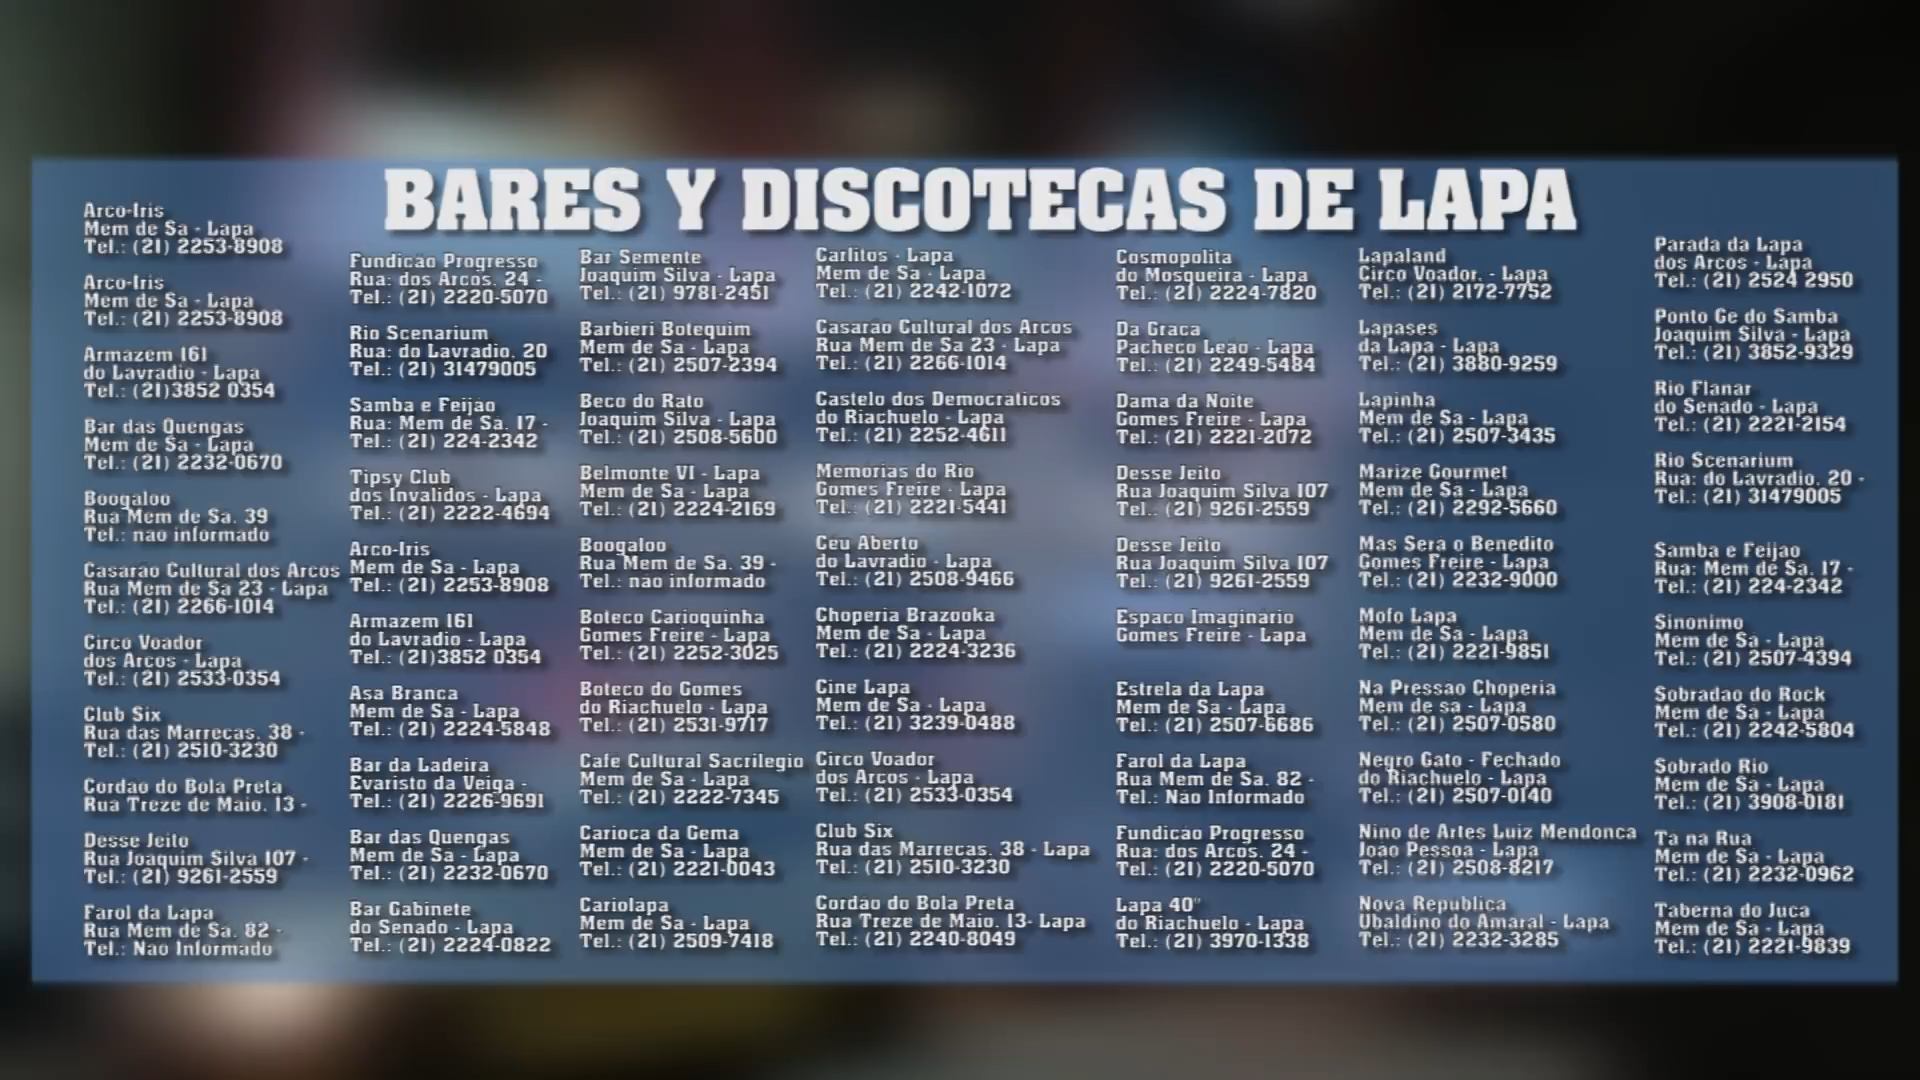 BARES Y DISCOTECAS DE LAPA
Arco-Iris
Mem de Sa - Lapa
Tel.: (21) 2253-8908
Arco-Iris
Mem de Sa - Lapa
Tel.: (21) 2253-8908
Armazem 161
do Lavradio - Lapa
Tel.: (21)3852 0354
Bar das Quengas
Mem de Sa - Lapa
Tel.: (21) 2232-0670
Boogaloo
Rua Mem de Sa. 39
Tel.: nao informado
Casarao Cultural dos Arcos
Rua Mem de Sa 23 - Lapa
Tel.: (21) 2266-1014
Circo Voador
dos Arcos - Lapa
Tel.: (21) 2533-0354
Club Six
Rua das Marrecas. 38 -
Tel.: (21) 2510-3230
Cordao do Bola Preta
Rua Treze de Maio. 13 -
Desse Jeito
Rua Joaquim Silva 107 -
Tel.: (21) 9261-2559
Farol da Lapa
Rua Mem de Sa. 82 -
Tel.: Nao Informado
Fundicao Progresso
Rua: dos Arcos. 24 -
Tel.: (21) 2220-5070
Rio Scenarium
Rua: do Lavradio. 20
Tel.: (21) 31479005
Samba e Feijao
Rua: Mem de Sa. 17 -
Tel.: (21) 224-2342
Tipsy Club
dos Invalidos - Lapa
Tel.: (21) 2222-4694
Arco-Iris
Mem de Sa - Lapa
Tel.: (21) 2253-8908
Armazem 161
do Lavradio - Lapa
Tel.: (21)3852 0354
Asa Branca
Mem de Sa - Lapa
Tel.: (21) 2224-5848
Bar da Ladeira
Evaristo da Veiga -
Tel.: (21) 2226-9691
Bar das Quengas
Mem de Sa - Lapa
Tel.: (21) 2232-0670
Bar Gabinete
do Senado - Lapa
Tel.: (21) 2224-0822
Bar Semente
Joaquim Silva - Lapa
Tel.: (21) 9781-2451
Barbieri Botequim
Mem de Sa - Lapa
Tel.: (21) 2507-2394
Beco do Rato
Joaquim Silva - Lapa
Tel.: (21) 2508-5600
Belmonte VI - Lapa
Mem de Sa - Lapa
Tel.: (21) 2224-2169
Boogaloo
Rua Mem de Sa. 39 -
Tel.: nao informado
Boteco Carioquinha
Gomes Freire - Lapa
Tel.: (21) 2252-3025
Boteco do Gomes
do Riachuelo - Lapa
Tel.: (21) 2531-9717
Cafe Cultural Sacrilegio
Mem de Sa - Lapa
Tel.: (21) 2222-7345
Carioca da Gema
Mem de Sa - Lapa
Tel.: (21) 2221-0043
Cariolapa
Mem de Sa - Lapa
Tel.: (21) 2509-7418
Carlitos - Lapa
Mem de Sa - Lapa
Tel.: (21) 2242-1072
Casarao Cultural dos Arcos
Rua Mem de Sa 23 - Lapa
Tel.: (21) 2266-1014
Castelo dos Democraticos
do Riachuelo - Lapa
Tel.: (21) 2252-4611
Memorias do Rio
Gomes Freire - Lapa
Tel.: (21) 2221-5441
Ceu Aberto
do Lavradio - Lapa
Tel.: (21) 2508-9466
Choperia Brazooka
Mem de Sa - Lapa
Tel.: (21) 2224-3236
Cine Lapa
Mem de Sa - Lapa
Tel.: (21) 3239-0488
Circo Voador
dos Arcos - Lapa
Tel.: (21) 2533-0354
Club Six
Rua das Marrecas. 38 - Lapa
Tel.: (21) 2510-3230
Cordao do Bola Preta
Rua Treze de Maio. 13- Lapa
Tel.: (21) 2240-8049
Cosmopolita
do Mosqueira - Lapa
Tel.: (21) 2224-7820
Da Graca
Pacheco Leao - Lapa
Tel.: (21) 2249-5484
Dama da Noite
Gomes Freire - Lapa
Tel.: (21) 2221-2072
Desse Jeito
Rua Joaquim Silva 107
Tel.: (21) 9261-2559
Desse Jeito
Rua Joaquim Silva 107
Tel.: (21) 9261-2559
Espaco Imaginario
Gomes Freire - Lapa
Estrela da Lapa
Mem de Sa - Lapa
Tel.: (21) 2507-6686
Farol da Lapa
Rua Mem de Sa. 82 -
Tel.: Nao Informado
Fundicao Progresso
Rua: dos Arcos. 24 -
Tel.: (21) 2220-5070
Lapa 40"
do Riachuelo - Lapa
Tel.: (21) 3970-1338
Lapaland
Circo Voador. - Lapa
Tel.: (21) 2172-7752
Lapases
da Lapa - Lapa
Tel.: (21) 3880-9259
Lapinha
Mem de Sa - Lapa
Tel.: (21) 2507-3435
Marize Gourmet
Mem de Sa - Lapa
Tel.: (21) 2292-5660
Mas Sera o Benedito
Gomes Freire - Lapa
Tel.: (21) 2232-9000
Mofo Lapa
Mem de Sa - Lapa
Tel.: (21) 2221-9851
Na Pressao Choperia
Mem de sa - Lapa
Tel.: (21) 2507-0580
Negro Gato - Fechado
do Riachuelo - Lapa
Tel.: (21) 2507-0140
Nino de Artes Luiz Mendonca
Joao Pessoa - Lapa
Tel.: (21) 2508-8217
Nova Republica
Ubaldino do Amaral - Lapa
Tel.: (21) 2232-3285
Parada da Lapa
dos Arcos - Lapa
Tel.: (21) 2524 2950
Ponto Ge do Samba
Joaquim Silva - Lapa
Tel.: (21) 3852-9329
Rio Flanar
do Senado - Lapa
Tel.: (21) 2221-2154
Rio Scenarium
Rua: do Lavradio. 20 -
Tel.: (21) 31479005
Samba e Feijao
Rua: Mem de Sa. 17 -
Tel.: (21) 224-2342
Sinonimo
Mem de Sa - Lapa
Tel.: (21) 2507-4394
Sobradao do Rock
Mem de Sa - Lapa
Tel.: (21) 2242-5804
Sobrado Rio
Mem de Sa - Lapa
Tel.: (21) 3908-0181
Ta na Rua
Mem de Sa - Lapa
Tel.: (21) 2232-0962
Taberna do Juca
Mem de Sa - Lapa
Tel.: (21) 2221-9839